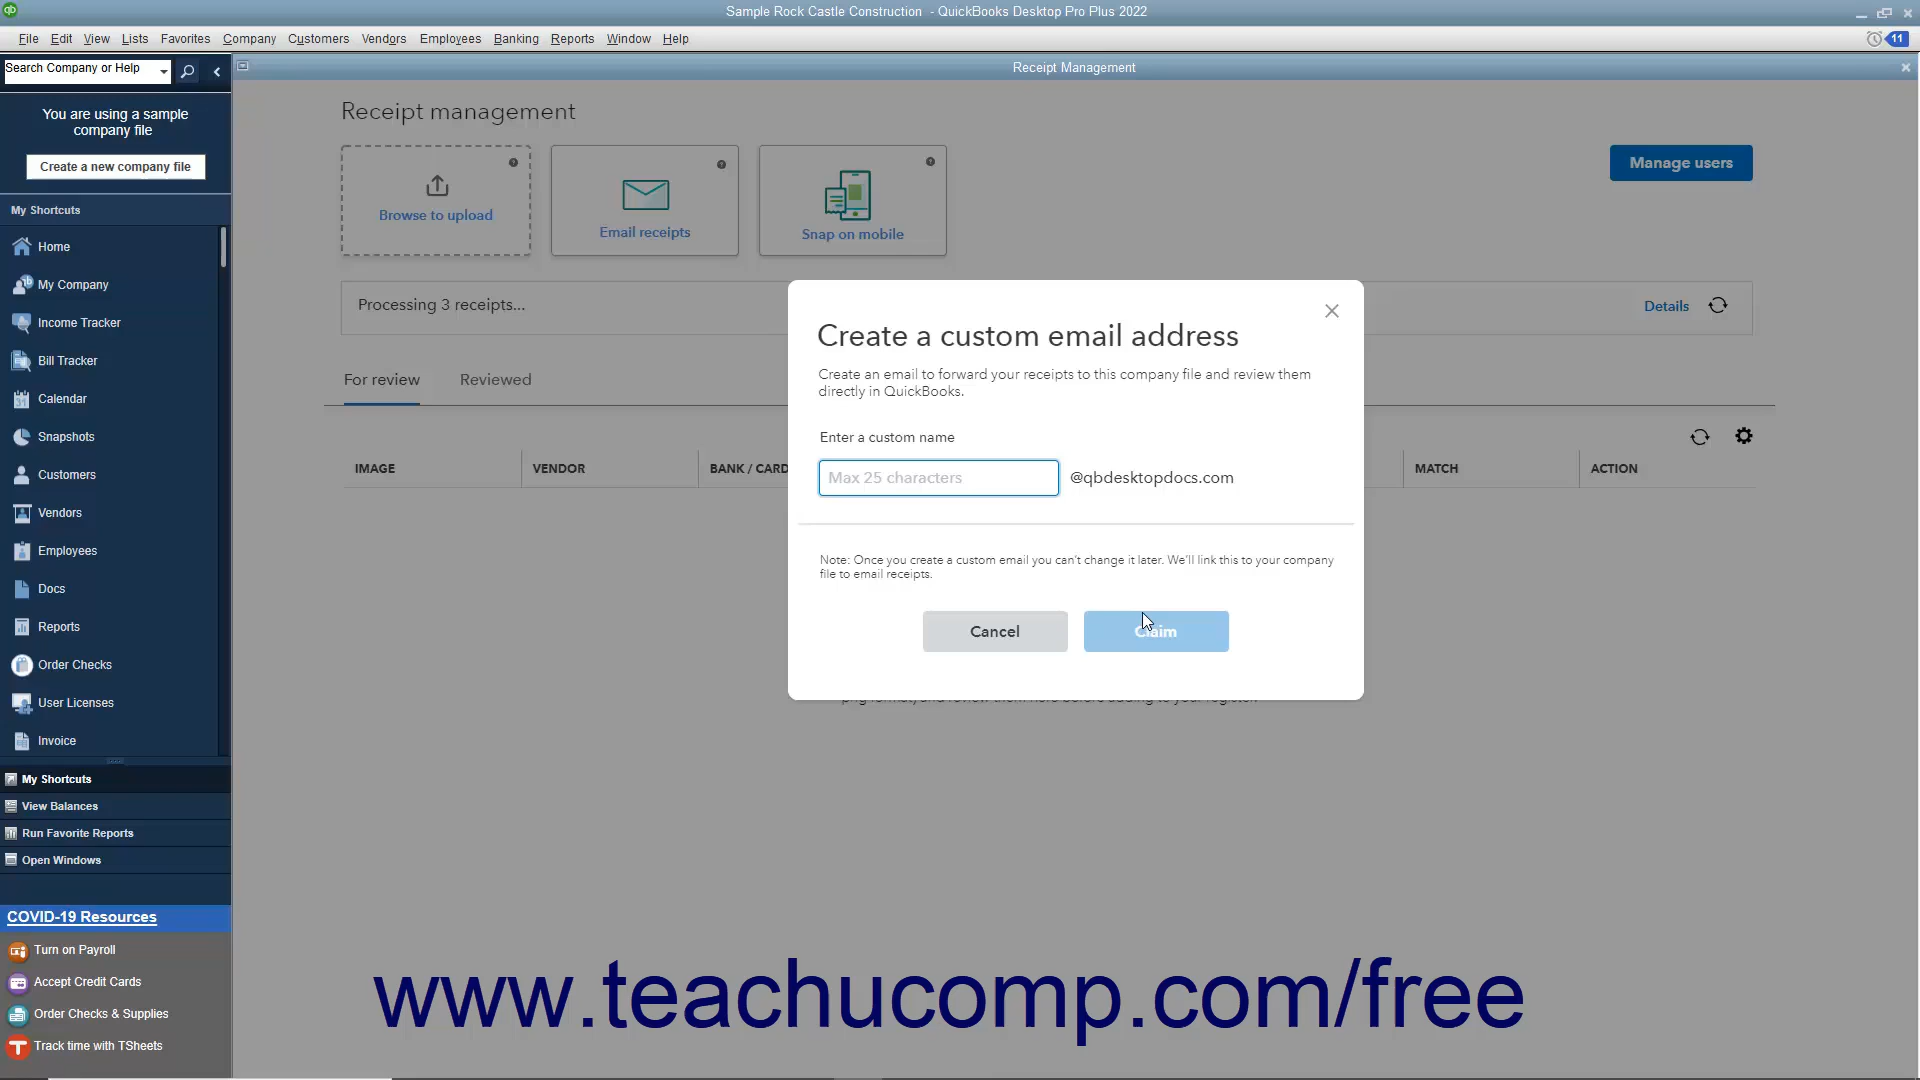 Sample Rock Castle Construction - QuickBooks Desktop Pro Plus 2022
File Edit View Lists Favorites Company Customers Vendors Employees Banking Reports Window Help
11
Search Company or Help
Receipt Management
You are using a sample
company file
Create a new company file
My Shortcuts
Home
My Company
Income Tracker
Bill Tracker
Calendar
Snapshots
Customers
Vendors
Employees
Docs
Reports
Order Checks
User Licenses
Invoice
My Shortcuts
View Balances
Run Favorite Reports
Open Windows
COVID-19 Resources
Turn on Payroll
Accept Credit Cards
Order Checks & Supplies
Track time with TSheets
Receipt management
Browse to upload
Email receipts
Snap on mobile
Manage users
Processing 3 receipts...
Details
For review Reviewed
IMAGE VENDOR BANK / CARD MATCH ACTION
Create a custom email address
Create an email to forward your receipts to this company file and review them
directly in QuickBooks.
Enter a custom name
Max 25 characters @qbdesktopdocs.com
Note: Once you create a custom email you can't change it later. We'll link this to your company
file to email receipts.
Cancel Claim
www.teachucomp.com/free